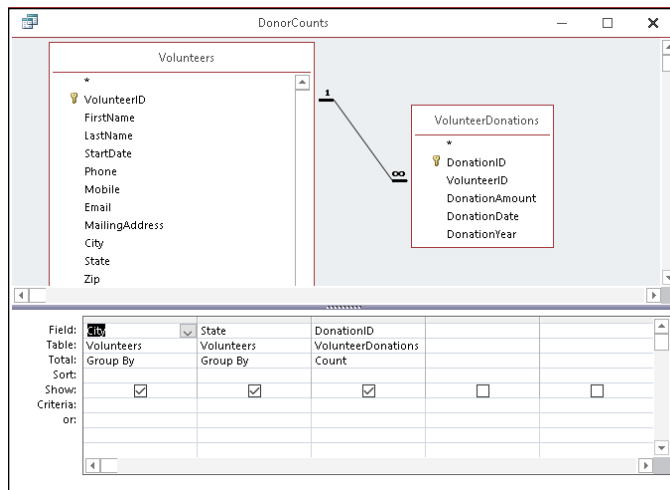 DonorCounts
Volunteers
*
VolunteerID
FirstName
LastName
StartDate
Phone
Mobile
Email
MailingAddress
City
State
Zip
1
∞
VolunteerDonations
*
DonationID
VolunteerID
DonationAmount
DonationDate
DonationYear
Field: City State DonationID
Table: Volunteers Volunteers VolunteerDonations
Total: Group By Group By Count
Sort:
Show:
Criteria:
or: